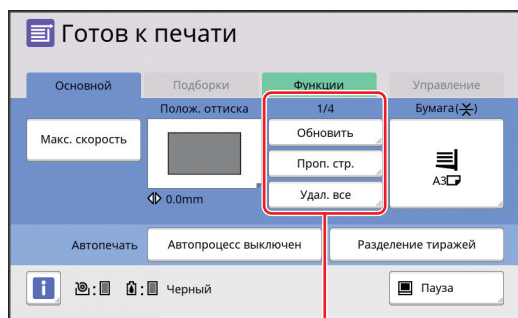 Готов к печати
Основной Подборки Функции Управление
Полож. оттиска 1/4 Бумага(⚹)
Макс. скорость Обновить
Проп. стр.
Удал. все A3
0.0mm
Автопечать Автопроцесс выключен Разделение тиражей
i : : Черный Пауза